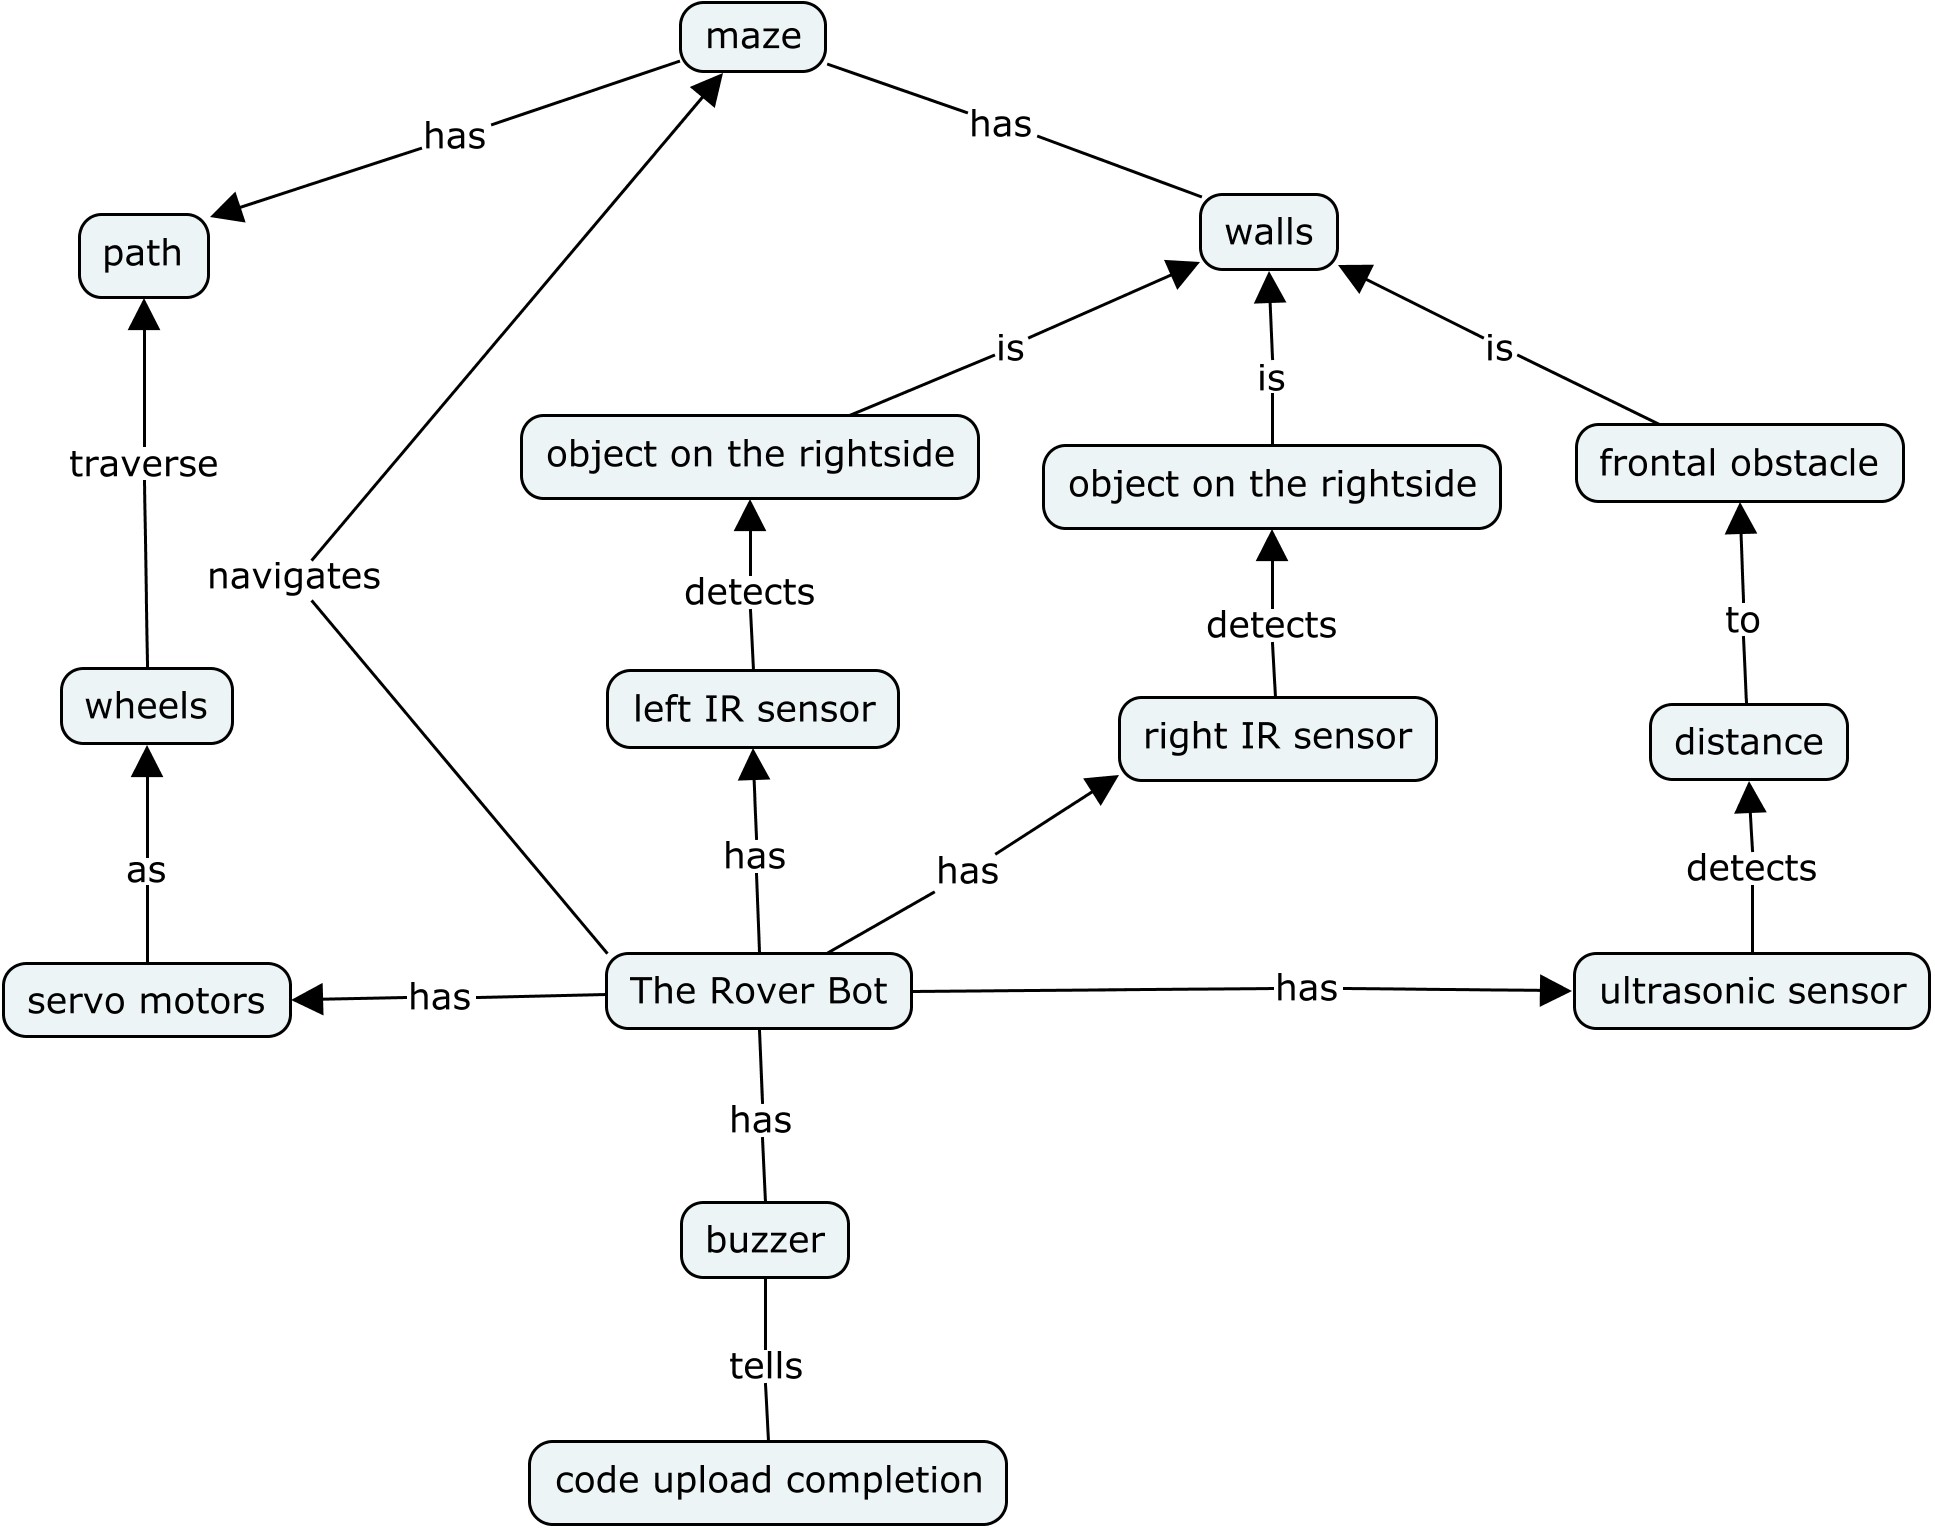 maze
has
has
path
walls
is
is
is
object on the rightside
object on the rightside
frontal obstacle
traverse
navigates
detects
detects
to
wheels
left IR sensor
right IR sensor
distance
as
has
has
detects
servo motors
has
The Rover Bot
has
ultrasonic sensor
has
buzzer
tells
code upload completion